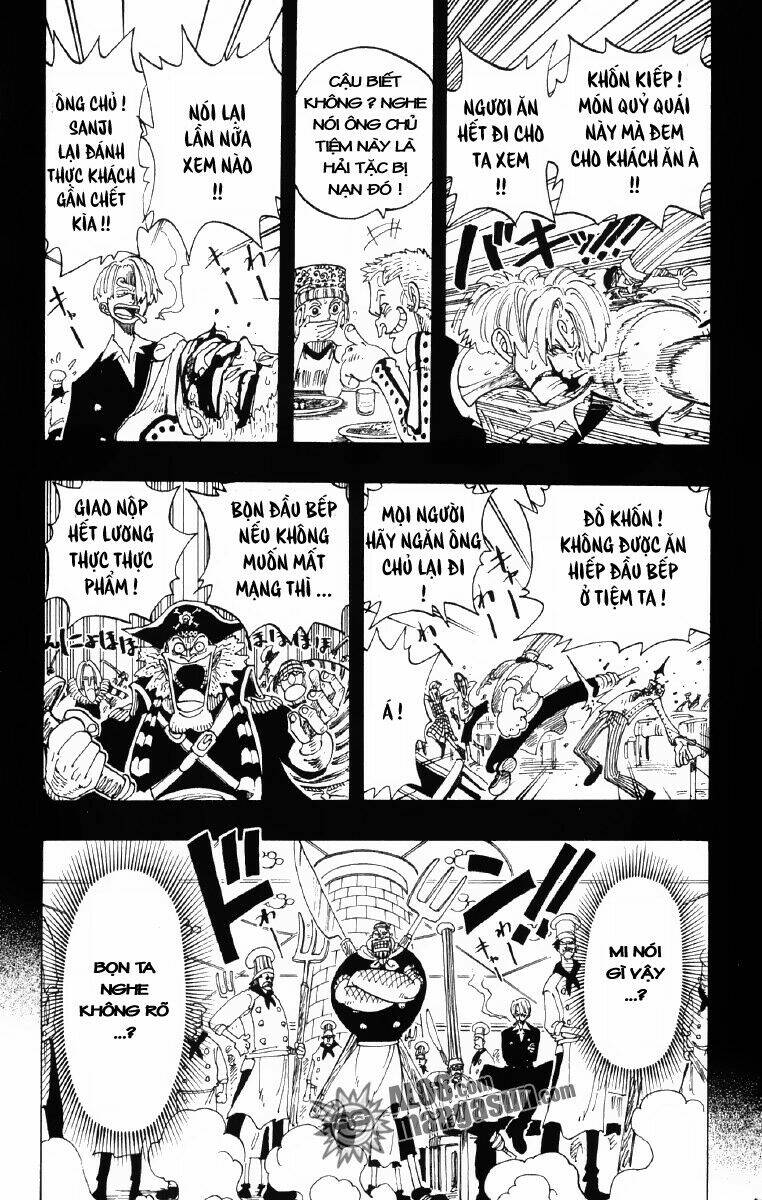 KHỐN KIẾP !
MÓN QUỶ QUÁI
NÀY MÀ ĐEM
CHO KHÁCH ĂN À
!!
NGƯƠI ĂN
HẾT ĐI CHO
TA XEM
!!
バキッ!!
CẬU BIẾT
KHÔNG ? NGHE
NÓI ÔNG CHỦ
TIỆM NÀY LÀ
HẢI TẶC BỊ
NẠN ĐÓ !
NÓI LẠI
LẦN NỮA
XEM NÀO
!!
ÔNG CHỦ !
SANJI
LẠI ĐÁNH
THỰC KHÁCH
GẦN CHẾT
KÌA !!
ĐỒ KHỐN !
KHÔNG ĐƯỢC ĂN
HIẾP ĐẦU BẾP
Ở TIỆM TA !
MỌI NGƯỜI
HÃY NGĂN ÔNG
CHỦ LẠI ĐI
!
Á !
BỌN ĐẦU BẾP
NẾU KHÔNG
MUỐN MẤT
MẠNG THÌ ...
GIAO NỘP
HẾT LƯƠNG
THỰC THỰC
PHẨM !
MI NÓI
GÌ VẬY
...?
ドン!!
BỌN TA
NGHE
KHÔNG RÕ
...?
mangasun.com